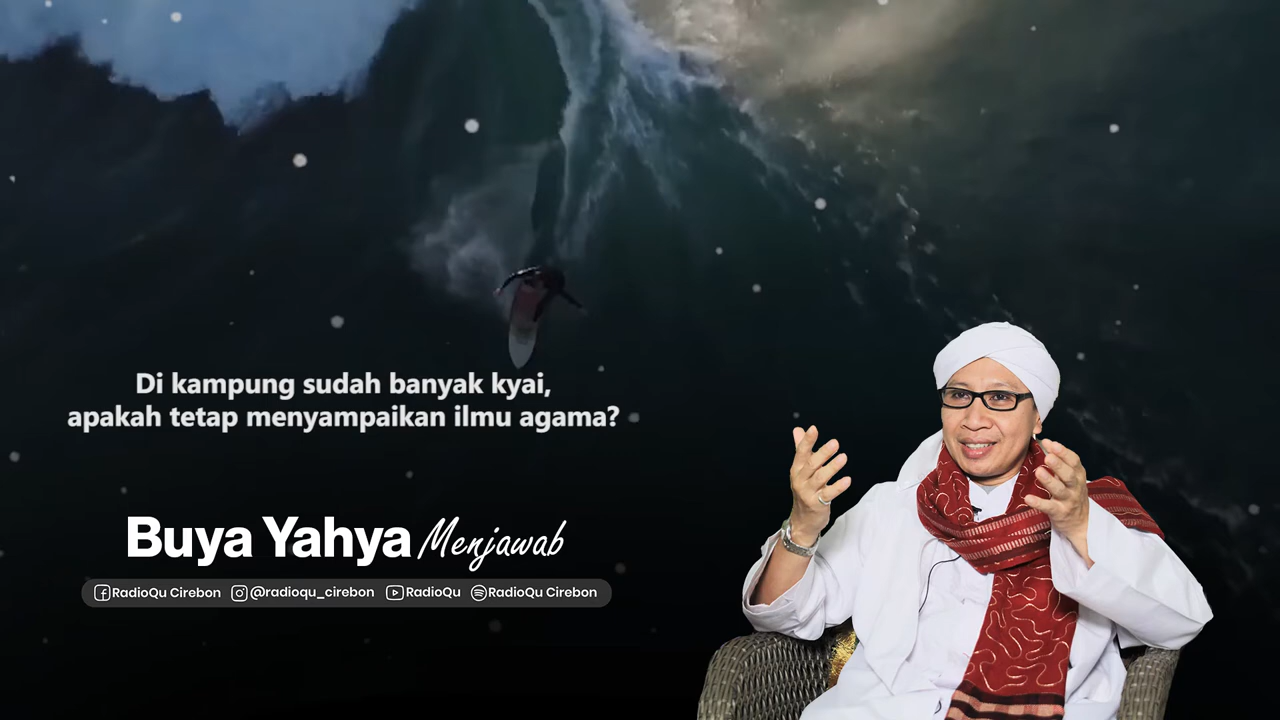 Di kampung sudah banyak kyai,
apakah tetap menyampaikan ilmu agama?
Buya Yahya Menjawab
RadioQu Cirebon @radioqu_cirebon RadioQu RadioQu Cirebon